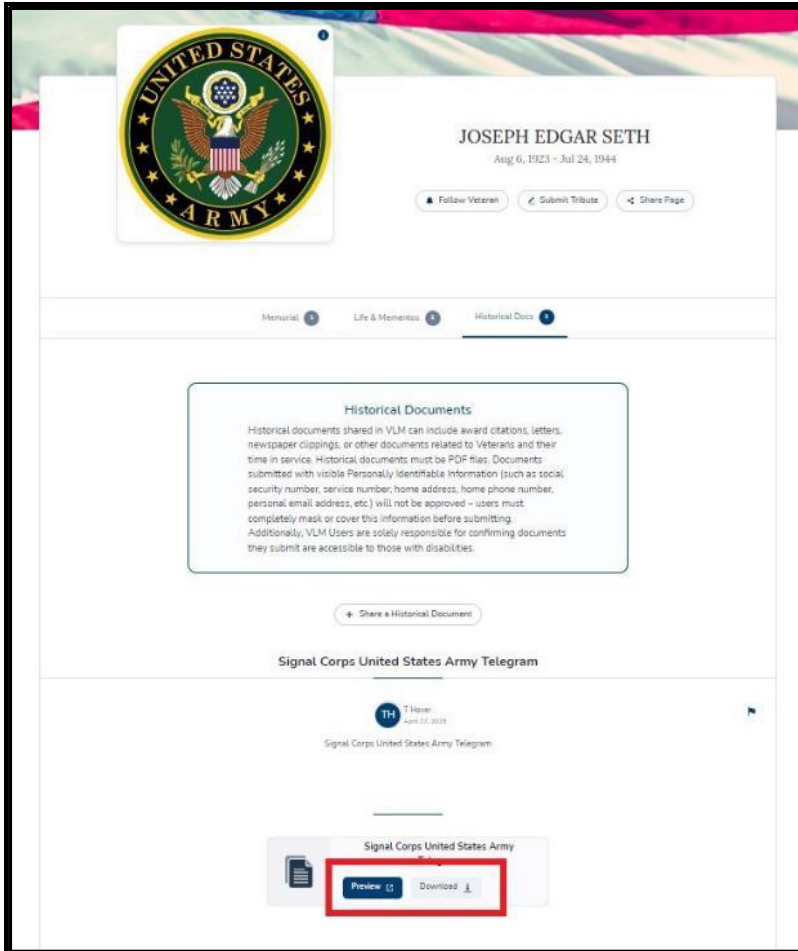 UNITED STATES
ARMY
JOSEPH EDGAR SETH
Aug 6, 1923 - Jul 24, 1944
Follow Veteran
Submit Tribute
Share Page
Memorial
Life & Mementos
Historical Docs
Historical Documents
Historical documents shared in VLM can include award citations, letters,
newspaper clippings, or other documents related to Veterans and their
time in service. Historical documents must be PDF files. Documents
submitted with visible Personally Identifiable Information (such as social
security number, service number, home address, home phone number,
personal email address, etc.) will not be approved – users must
completely mask or cover this information before submitting.
Additionally, VLM Users are solely responsible for confirming documents
they submit are accessible to those with disabilities.
+ Share a Historical Document
Signal Corps United States Army Telegram
TH
T Hover
Signal Corps United States Army Telegram
Signal Corps United States Army
Preview
Download